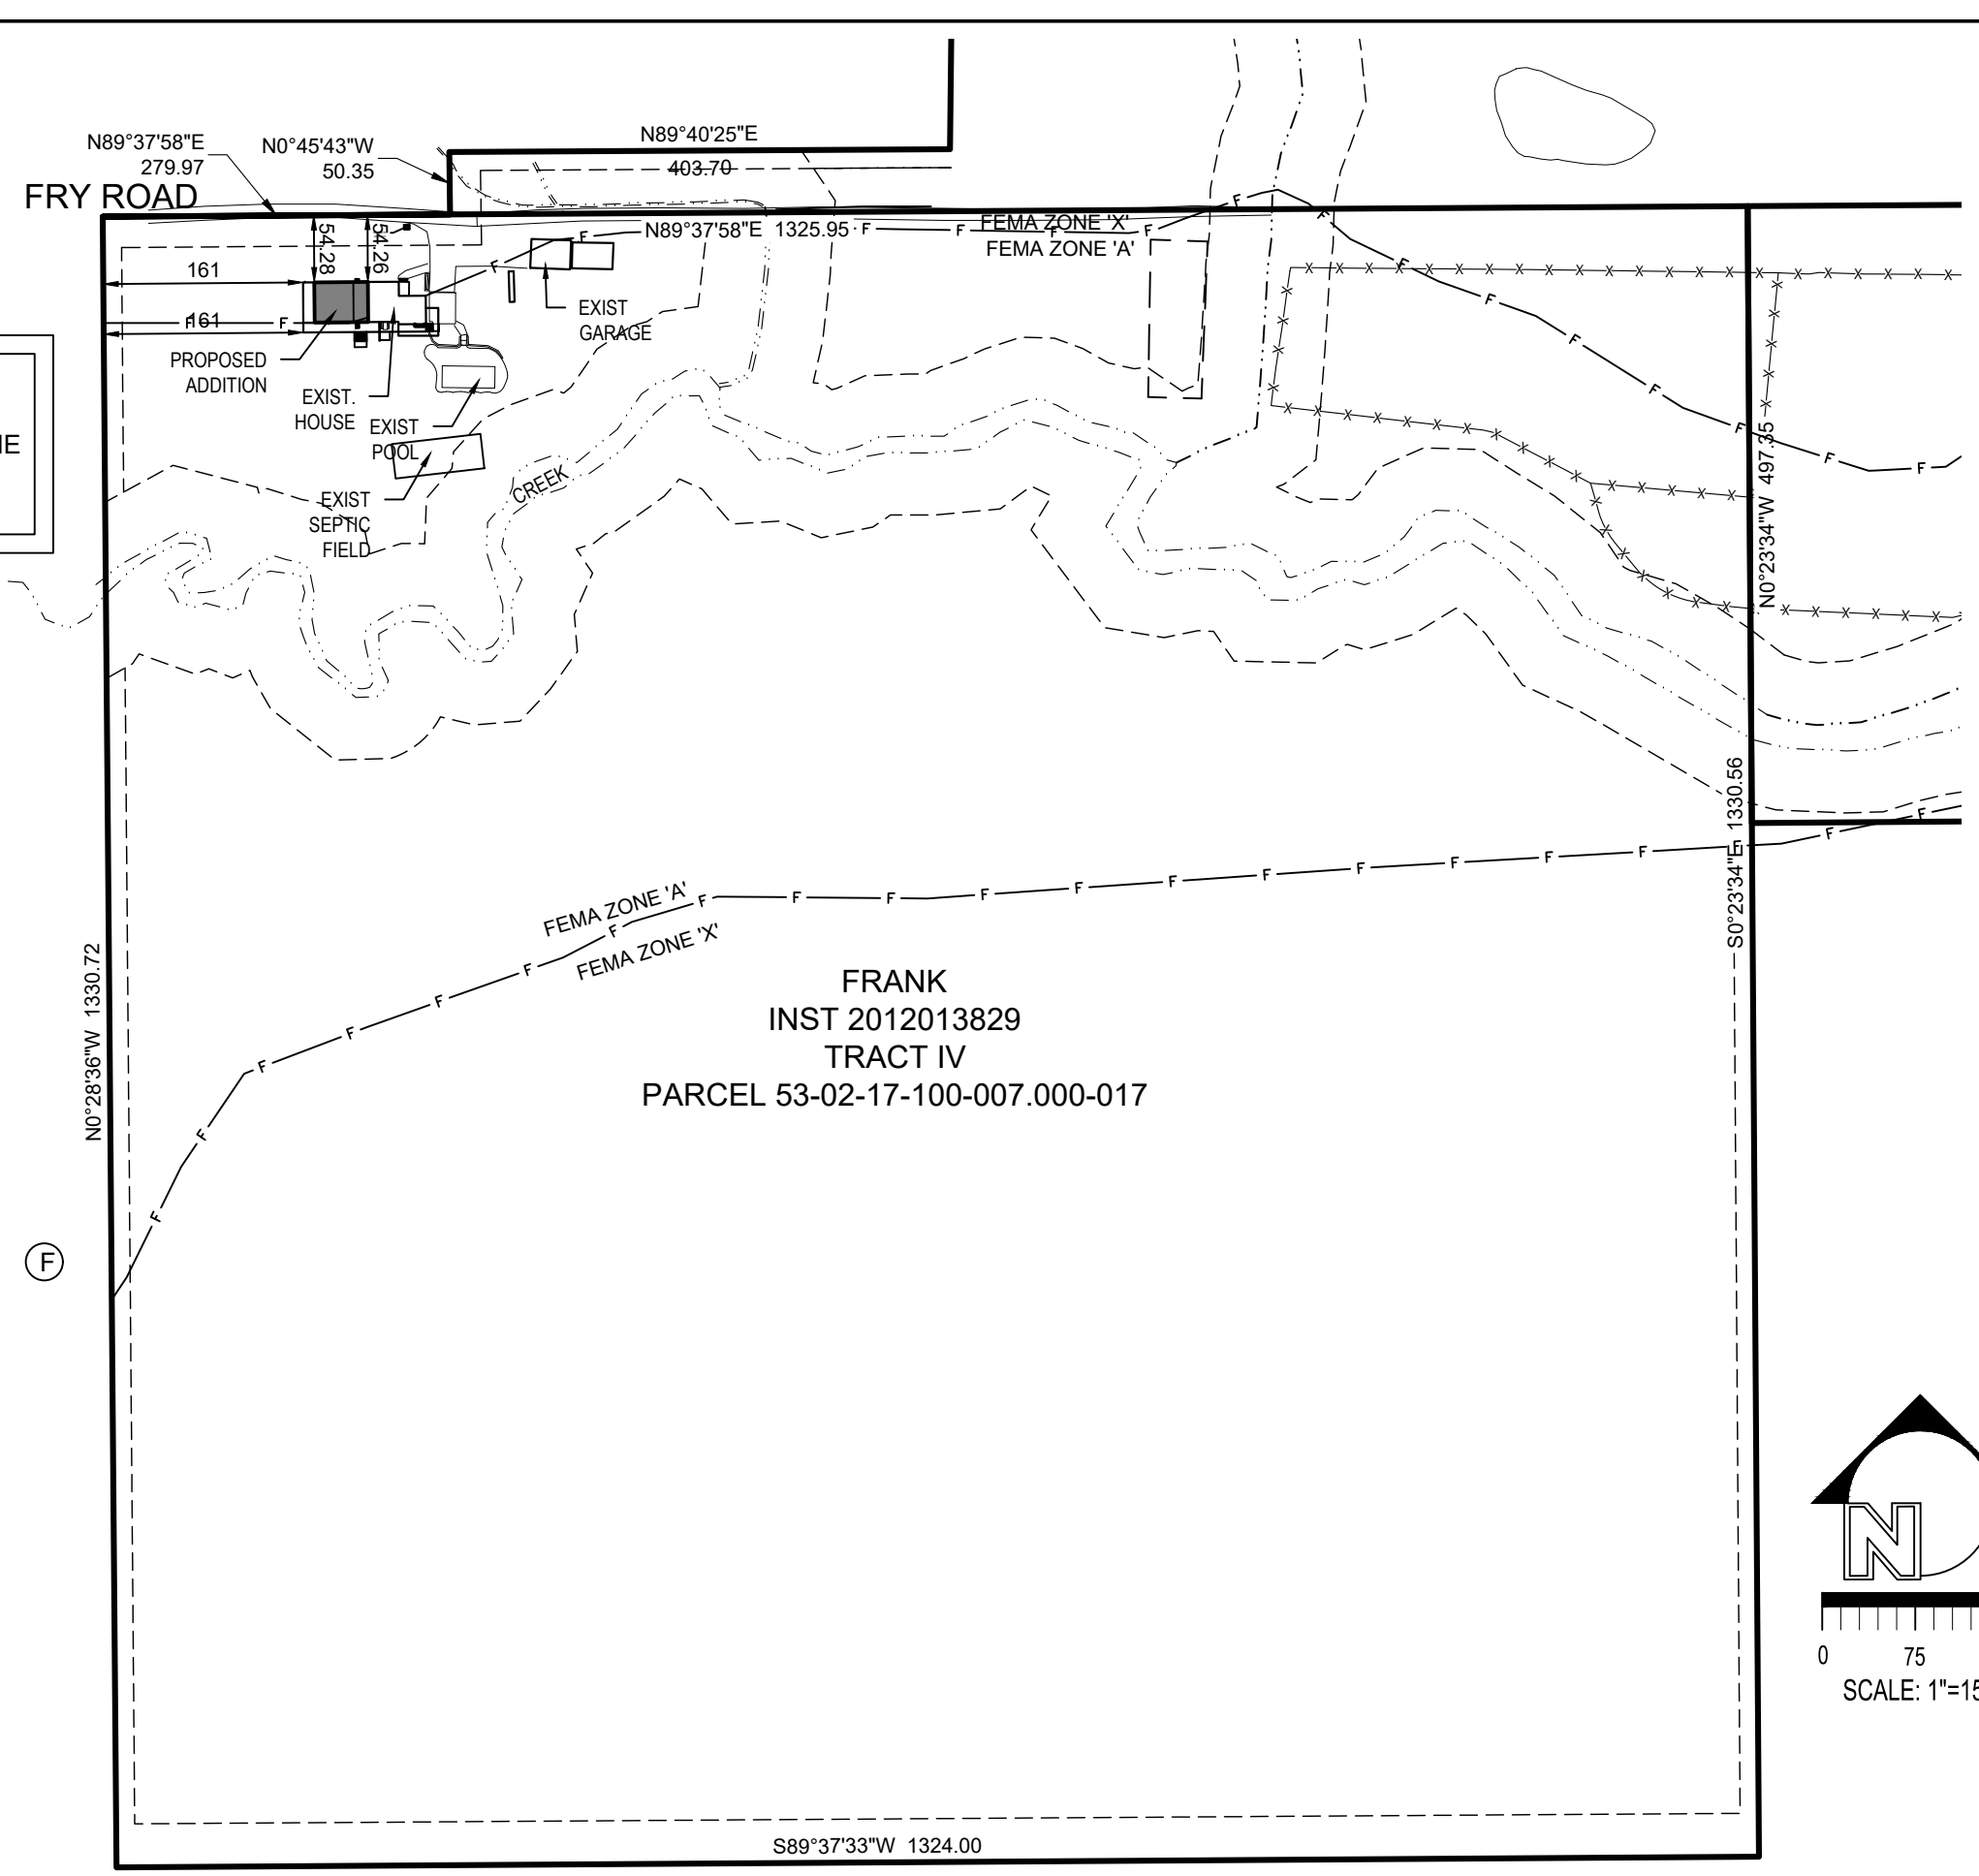 N89°37'58"E
279.97
N0°45'43"W
50.35
N89°40'25"E
403.70
FRY ROAD
54.28
54.26
N89°37'58"E 1325.95
F
FEMA ZONE 'X'
FEMA ZONE 'A'
161
161
EXIST
GARAGE
PROPOSED
ADDITION
EXIST.
HOUSE
EXIST
POOL
EXIST
SEPTIC
FIELD
CREEK
N0°23'34"W 497.35
S0°23'34"E 1330.56
FEMA ZONE 'A'
FEMA ZONE 'X'
N0°28'36"W 1330.72
FRANK
INST 2012013829
TRACT IV
PARCEL 53-02-17-100-007.000-017
F
N
0
75
SCALE: 1"=15
S89°37'33"W 1324.00